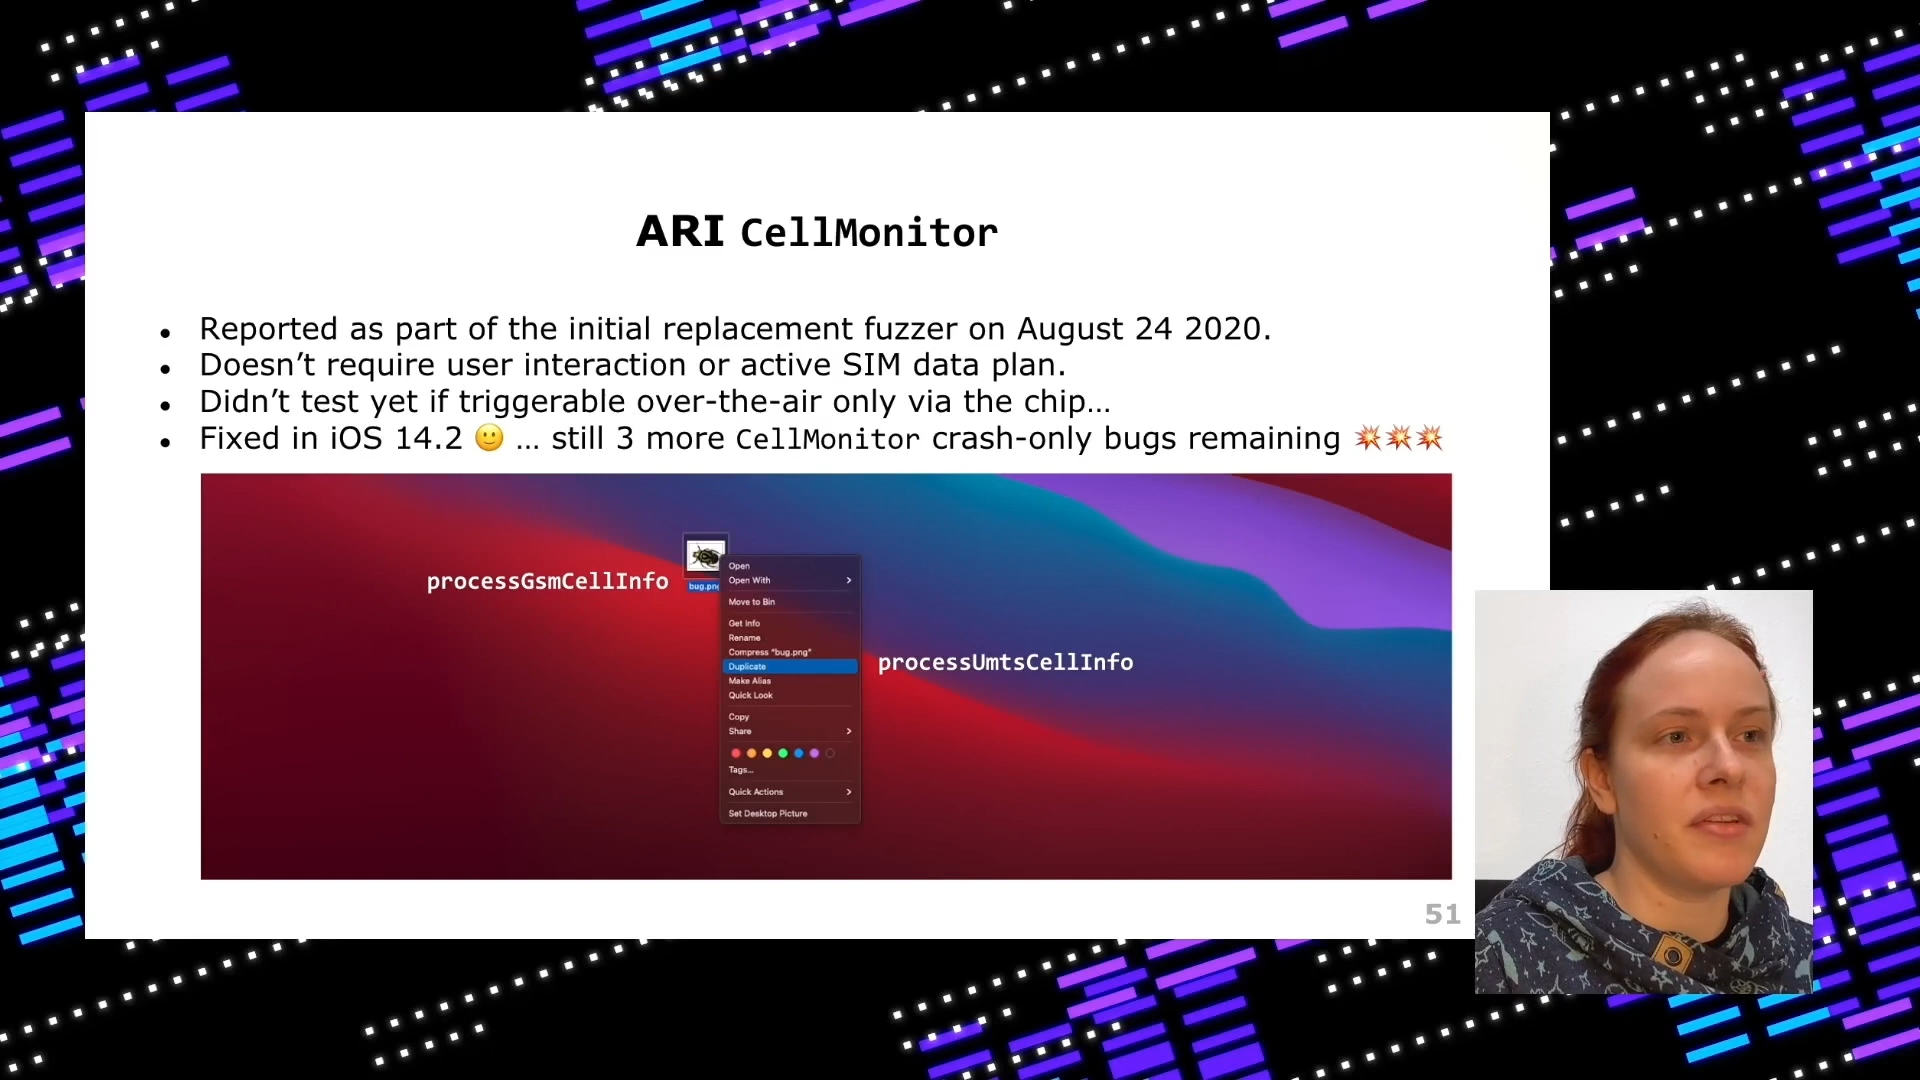 ARI CellMonitor
• Reported as part of the initial replacement fuzzer on August 24 2020.
• Doesn’t require user interaction or active SIM data plan.
• Didn’t test yet if triggerable over-the-air only via the chip…
• Fixed in iOS 14.2 🙂 … still 3 more CellMonitor crash-only bugs remaining 💥💥💥
processGsmCellInfo
bug.png
Open
Open With
Move to Bin
Get Info
Rename
Compress “bug.png”
Duplicate
processUmtsCellInfo
Make Alias
Quick Look
Copy
Share
Tags…
Quick Actions
Set Desktop Picture
51